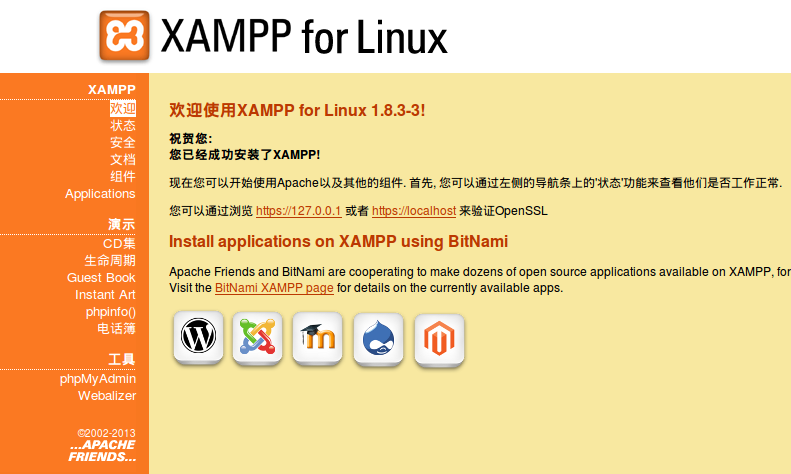 XAMPP for Linux
XAMPP
欢迎
状态
安全
文档
组件
Applications
演示
CD集
生命周期
Guest Book
Instant Art
phpinfo()
电话簿
工具
phpMyAdmin
Webalizer
©2002-2013
...APACHE
FRIENDS...
欢迎使用XAMPP for Linux 1.8.3-3!
祝贺您:
您已经成功安装了XAMPP!
现在您可以开始使用Apache以及其他的组件. 首先, 您可以通过左侧的导航条上的'状态'功能来查看他们是否工作正常.
您可以通过浏览 https://127.0.0.1 或者 https://localhost 来验证OpenSSL
Install applications on XAMPP using BitNami
Apache Friends and BitNami are cooperating to make dozens of open source applications available on XAMPP, for
Visit the BitNami XAMPP page for details on the currently available apps.